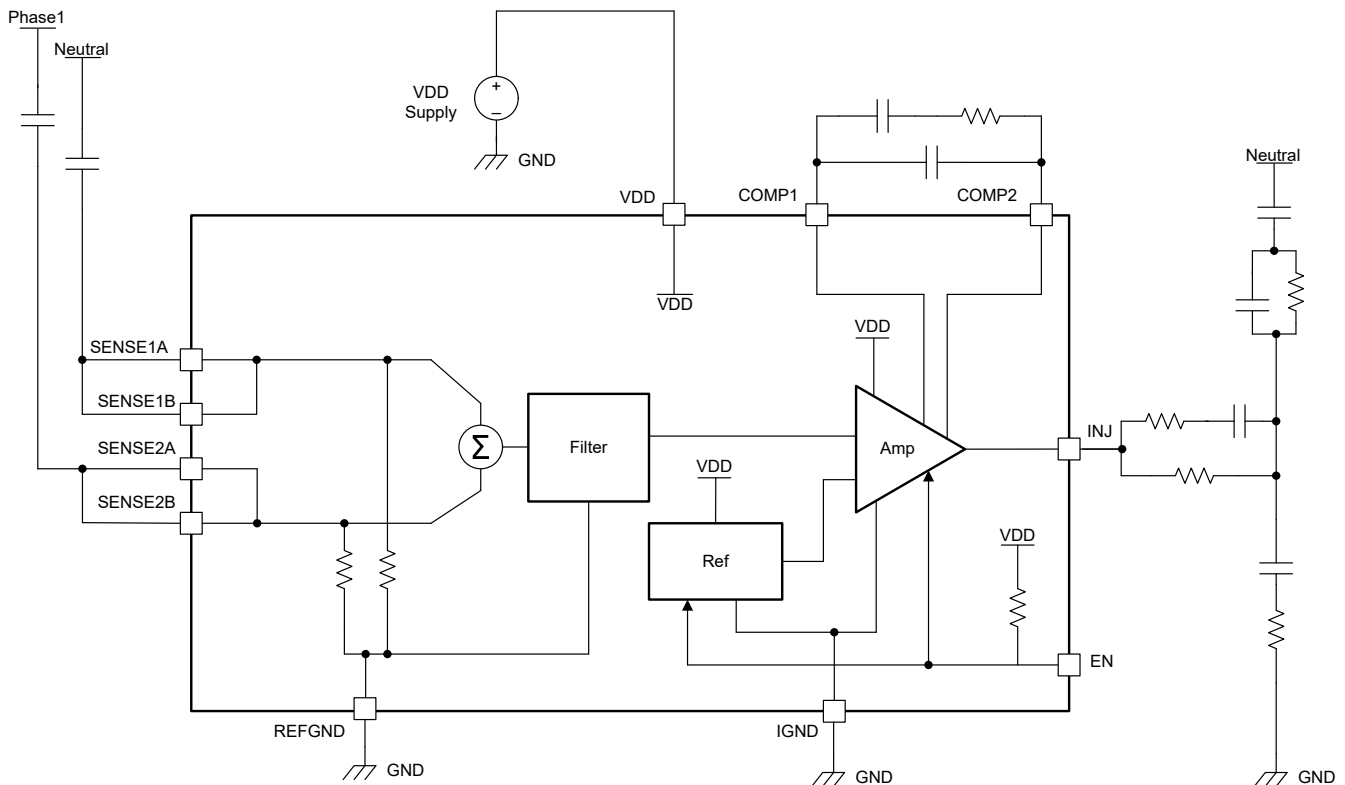 Phase1
Neutral
VDD
Supply
+
–
GND
VDD
COMP1
COMP2
Neutral
VDD
SENSE1A
SENSE1B
SENSE2A
SENSE2B
Σ
Filter
VDD
Amp
INJ
VDD
Ref
VDD
EN
REFGND
IGND
GND
GND
GND